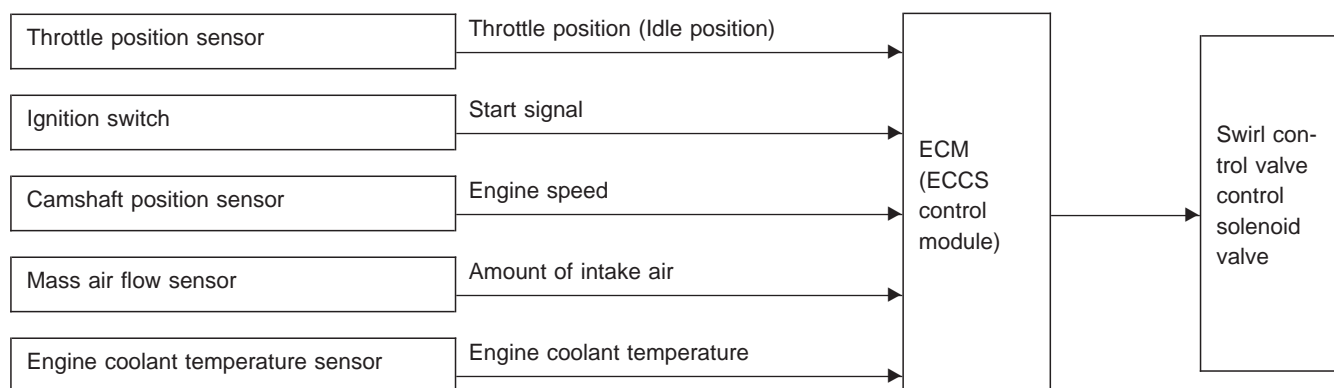 Throttle position sensor
Throttle position (Idle position)
Ignition switch
Start signal
Camshaft position sensor
Engine speed
Mass air flow sensor
Amount of intake air
Engine coolant temperature sensor
Engine coolant temperature
ECM
(ECCS
control
module)
Swirl con-
trol valve
control
solenoid
valve